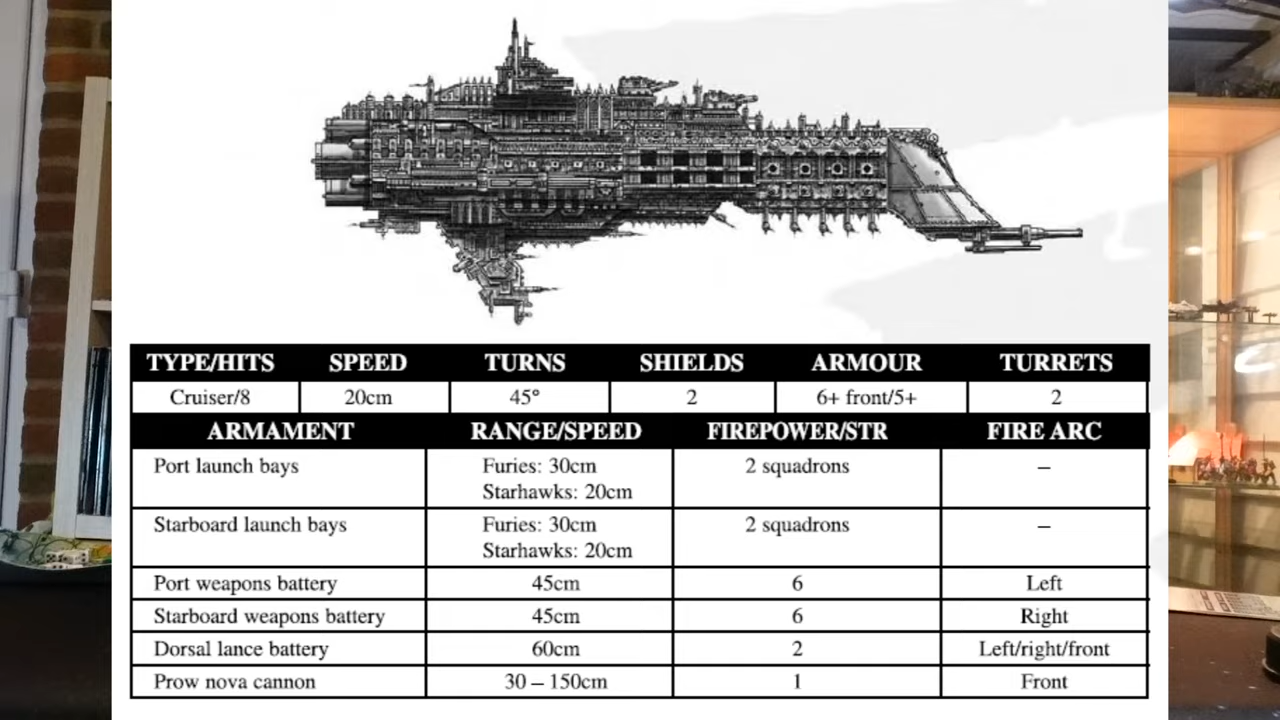 TYPE/HITS SPEED TURNS SHIELDS ARMOUR TURRETS
Cruiser/8 20cm 45° 2 6+ front/5+ 2
ARMAMENT RANGE/SPEED FIREPOWER/STR FIRE ARC
Port launch bays Furies: 30cm 2 squadrons –
Starhawks: 20cm
Starboard launch bays Furies: 30cm 2 squadrons –
Starhawks: 20cm
Port weapons battery 45cm 6 Left
Starboard weapons battery 45cm 6 Right
Dorsal lance battery 60cm 2 Left/right/front
Prow nova cannon 30 – 150cm 1 Front